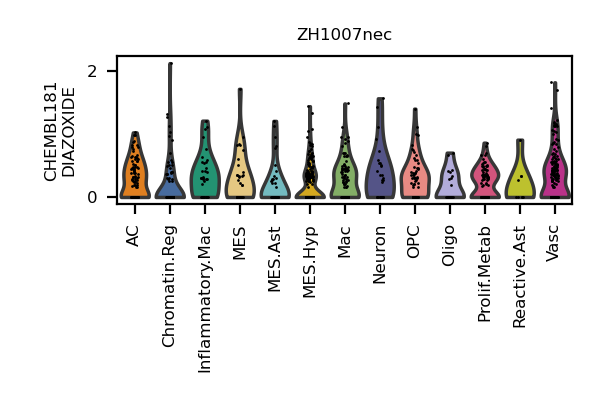 ZH1007nec
CHEMBL181
DIAZOXIDE
2
0
AC
Chromatin.Reg
Inflammatory.Mac
MES
MES.Ast
MES.Hyp
Mac
Neuron
OPC
Oligo
Prolif.Metab
Reactive.Ast
Vasc